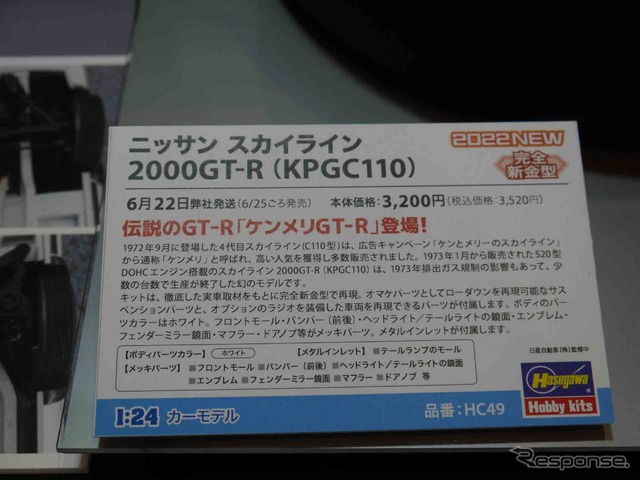 ニッサン スカイライン
2000GT-R（KPGC110）
2022 NEW
完全
新金型
6月22日弊社発送（6/25ごろ発売） 本体価格：3,200円（税込価格：3,520円）
伝説のGT-R「ケンメリGT-R」登場！
1972年9月に登場した4代目スカイライン（C110型）は、広告キャンペーン「ケンとメリーのスカイライン」
から通称「ケンメリ」と呼ばれ、高い人気を獲得し多数販売されました。1973年1月から販売されたS20型
DOHCエンジン搭載のスカイライン 2000GT-R（KPGC110）は、1973年排出ガス規制の影響もあって、少
数の台数で生産が終了した幻のモデルです。
キットは、徹底した実車取材をもとに完全新金型で再現。オマケパーツとしてローダウンを再現可能なサス
ペンションパーツと、オプションのラジオを装備した車両を再現できるパーツが付属します。ボディのパー
ツカラーはホワイト。フロントモール・バンパー（前後）・ヘッドライト/テールライトの鏡面・エンブレム・
フェンダーミラー鏡面・マフラー・ドアノブ等がメッキパーツ。メタルインレットが付属します。
【ボディパーツカラー】 ホワイト 【メタルインレット】■テールランプのモール
【メッキパーツ】■フロントモール ■バンパー（前後） ■ヘッドライト/テールライトの鏡面
■エンブレム ■フェンダーミラー鏡面 ■マフラー ■ドアノブ 等
日産自動車（株）監修中
Hasegawa
Hobby kits
1:24 カーモデル
品番：HC49
Response.